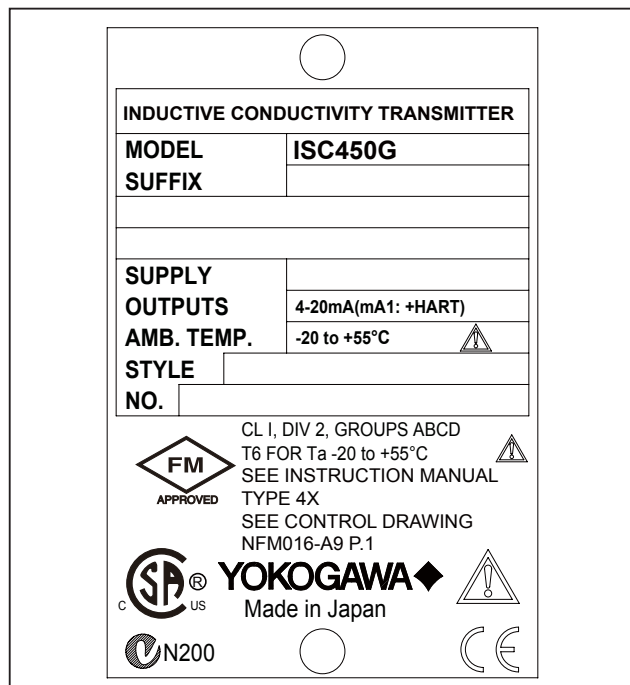 INDUCTIVE CONDUCTIVITY TRANSMITTER
MODEL ISC450G
SUFFIX
SUPPLY
OUTPUTS 4-20mA(mA1: +HART)
AMB. TEMP. -20 to +55°C
STYLE
NO.
CL I, DIV 2, GROUPS ABCD
T6 FOR Ta -20 to +55°C
SEE INSTRUCTION MANUAL
TYPE 4X
SEE CONTROL DRAWING
NFM016-A9 P.1
FM
APPROVED
C SA ® US
YOKOGAWA
Made in Japan
N200
CE